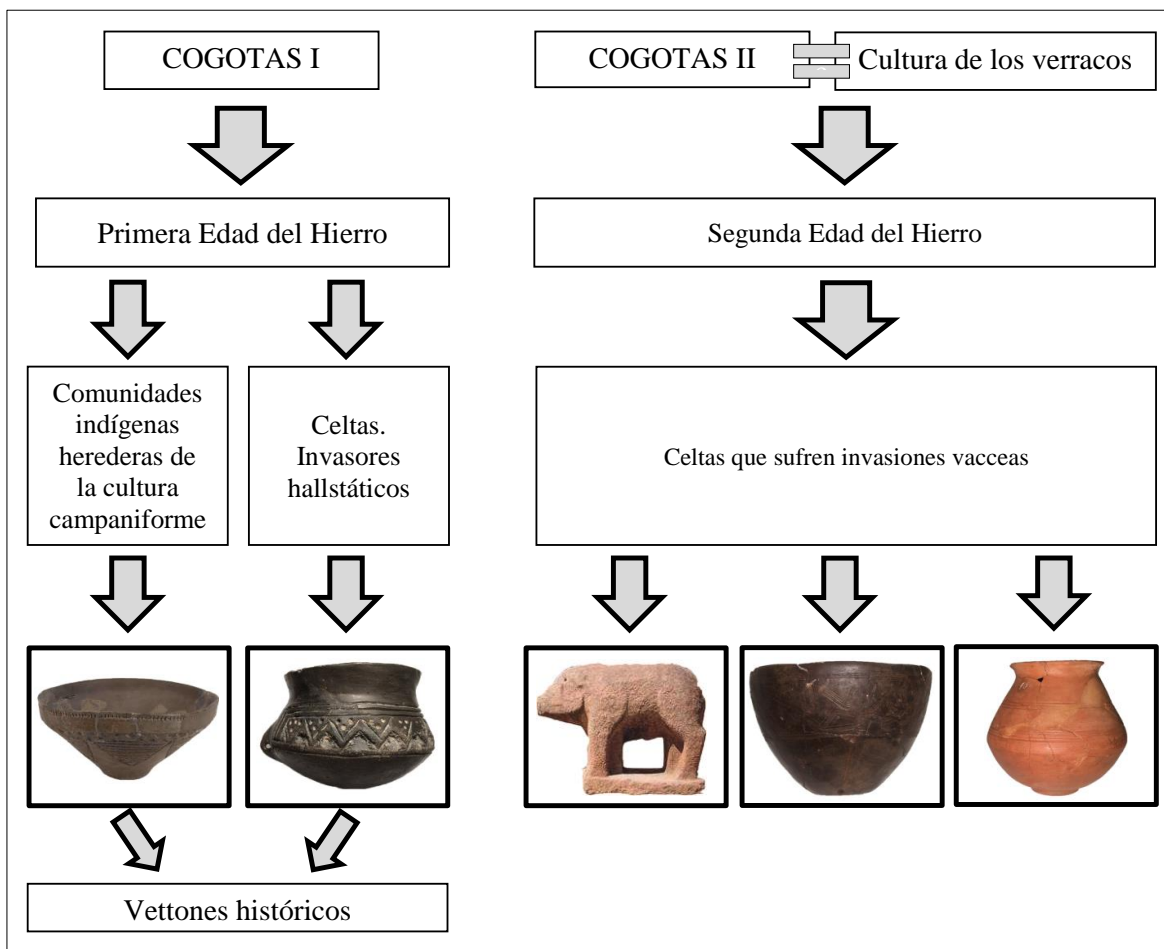 COGOTAS I
COGOTAS II
Cultura de los verracos
Primera Edad del Hierro
Segunda Edad del Hierro
Comunidades
indígenas
herederas de
la cultura
campaniforme
Celtas.
Invasores
hallstáticos
Celtas que sufren invasiones vacceas
Vettones históricos